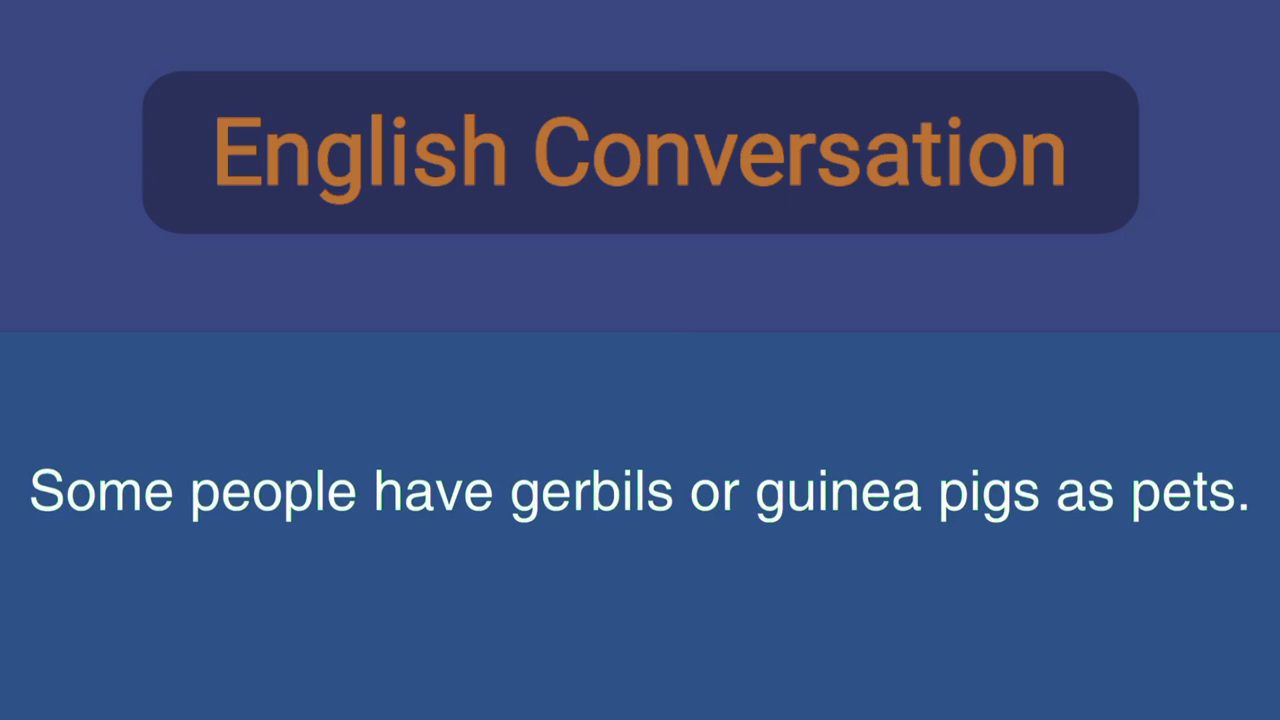 English Conversation
Some people have gerbils or guinea pigs as pets.